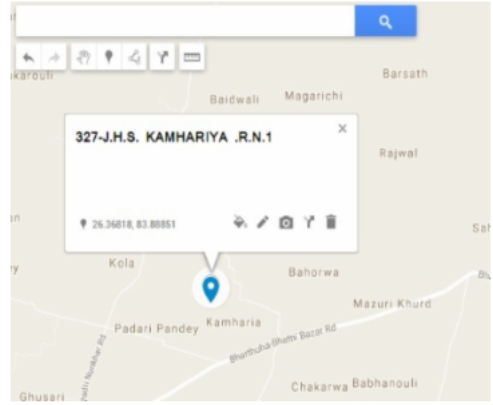 karouli
Barsath
Baidwali
Magarichi
327-J.H.S. KAMHARIYA .R.N.1
×
Rajwal
26.36818, 83.88851
Kola
Bahorwa
Mazuri Khurd
Padari Pandey
Kamharia
Bharthuha Bhathi Bazar Rd
Chakarwa
Babhanouli
Ghusari